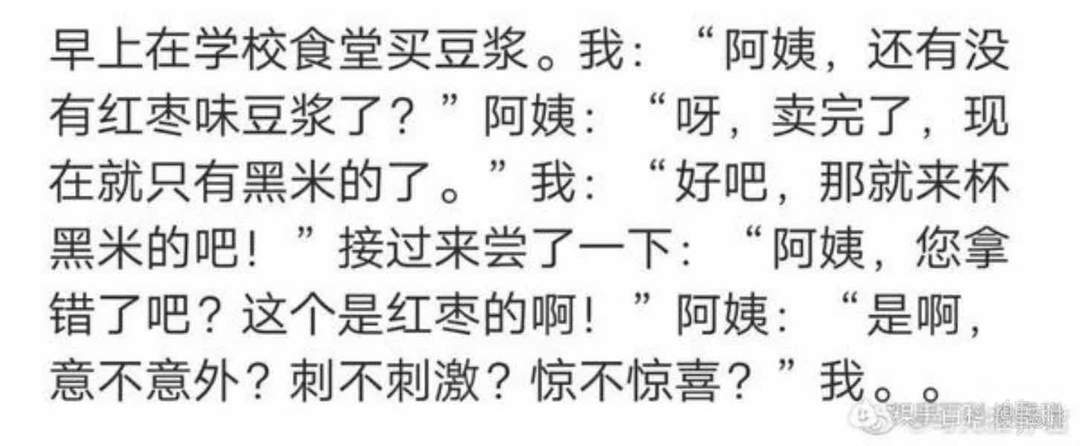 早上在学校食堂买豆浆。我：“阿姨，还有没
有红枣味豆浆了？”阿姨：“呀，卖完了，现
在就只有黑米的了。”我：“好吧，那就来杯
黑米的吧！”接过来尝了一下：“阿姨，您拿
错了吧？这个是红枣的啊！”阿姨：“是啊，
意不意外？刺不刺激？惊不惊喜？”我。。